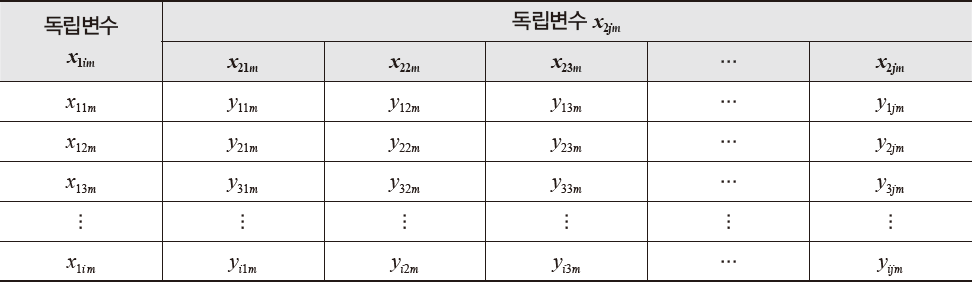 독립변수 x1im 독립변수 x2jm
x21m x22m x23m ⋯ x2jm
x11m y11m y12m y13m ⋯ y1jm
x12m y21m y22m y23m ⋯ y2jm
x13m y31m y32m y33m ⋯ y3jm
⋮ ⋮ ⋮ ⋮ ⋮ ⋮
x1im yi1m yi2m yi3m ⋯ yijm